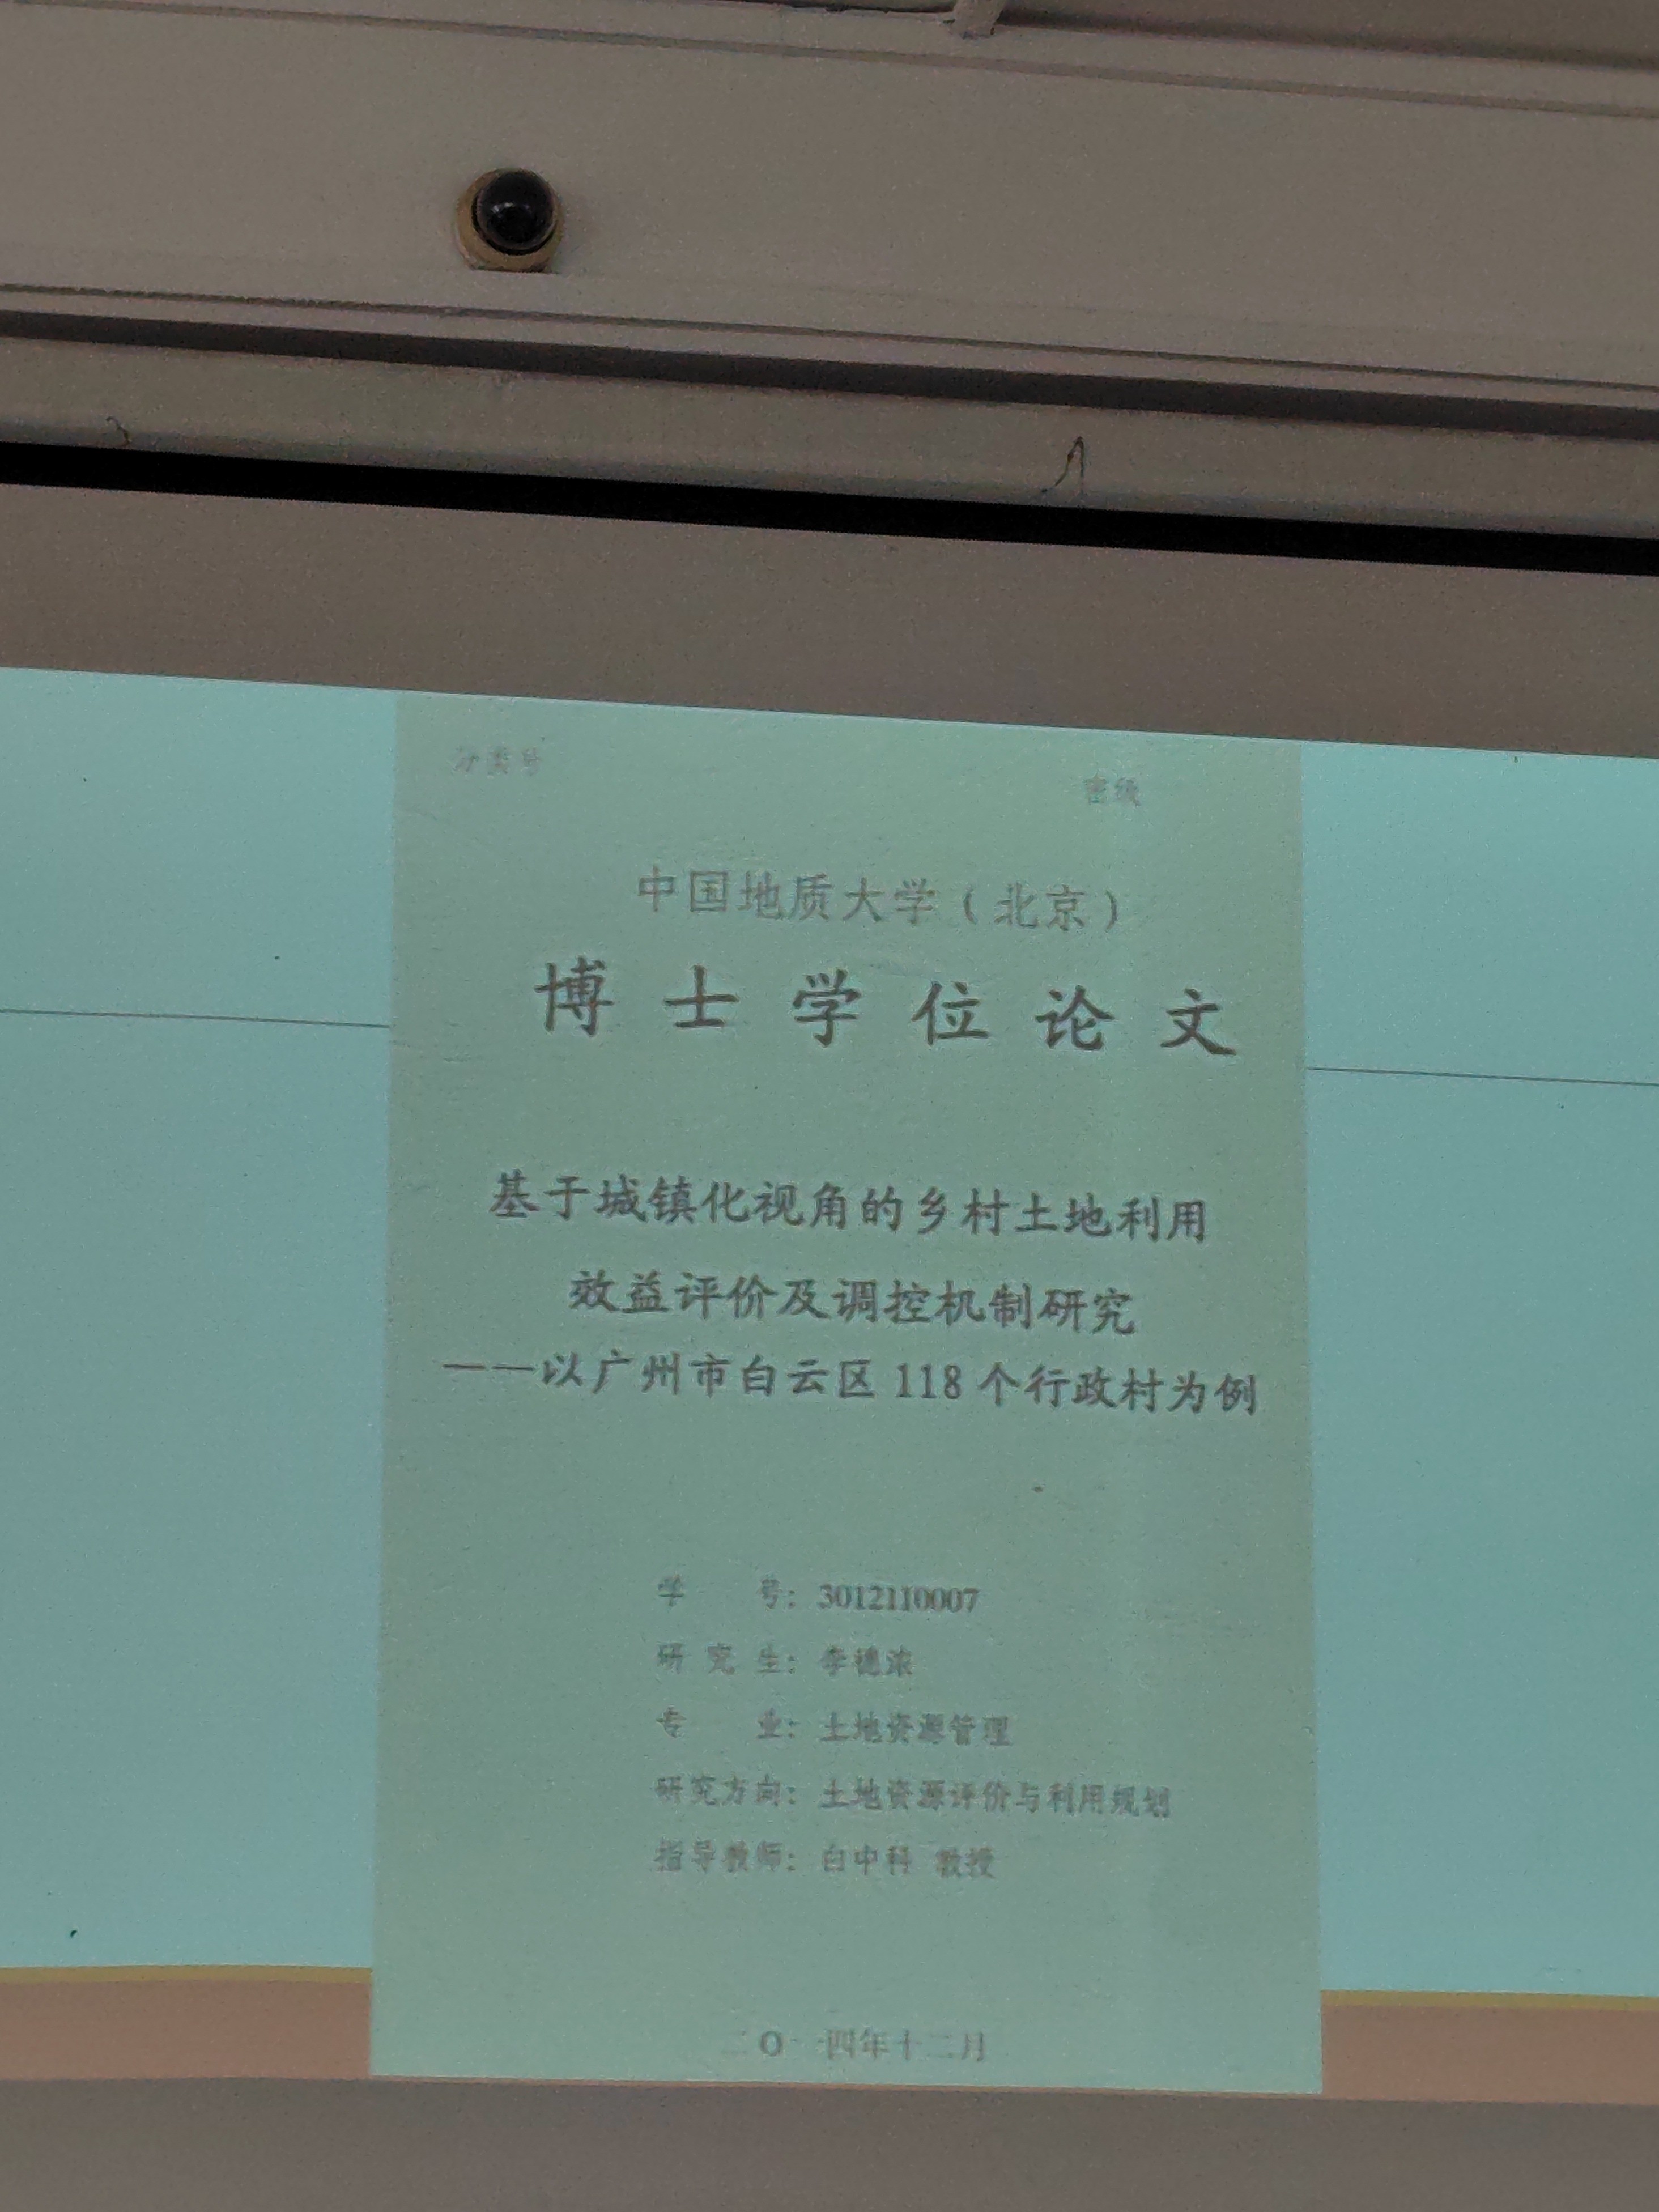 分类号
密级
中国地质大学（北京）
博士学位论文
基于城镇化视角的乡村土地利用
效益评价及调控机制研究
——以广州市白云区 118 个行政村为例
学 号：3012110007
研 究 生：李穗浓
专 业：土地资源管理
研究方向：土地资源评价与利用规划
指导教师：白中科 教授
二〇一四年十二月